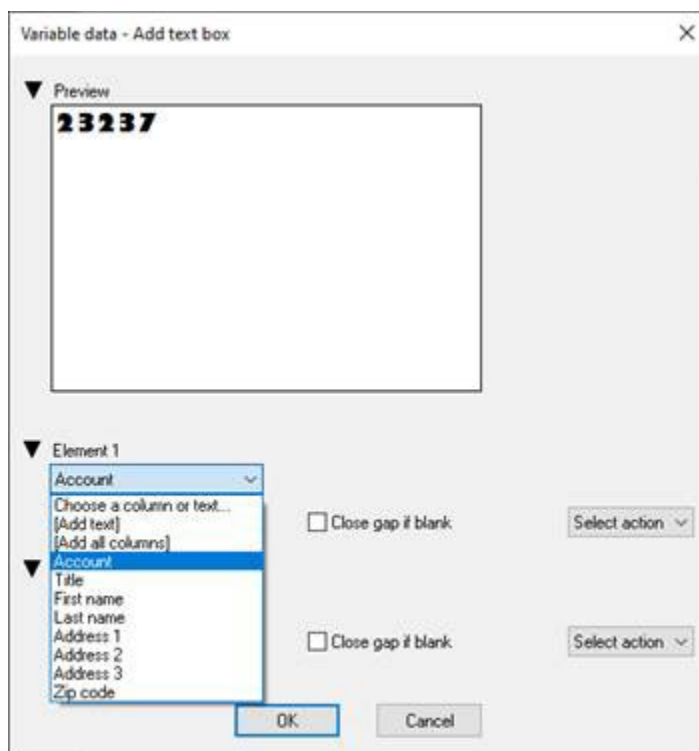 Variable data - Add text box
Preview
23237
Element 1
Account
Choose a column or text...
[Add text]
[Add all columns]
Account
Title
First name
Last name
Address 1
Address 2
Address 3
Zip code
Close gap if blank
Select action
Close gap if blank
Select action
OK
Cancel